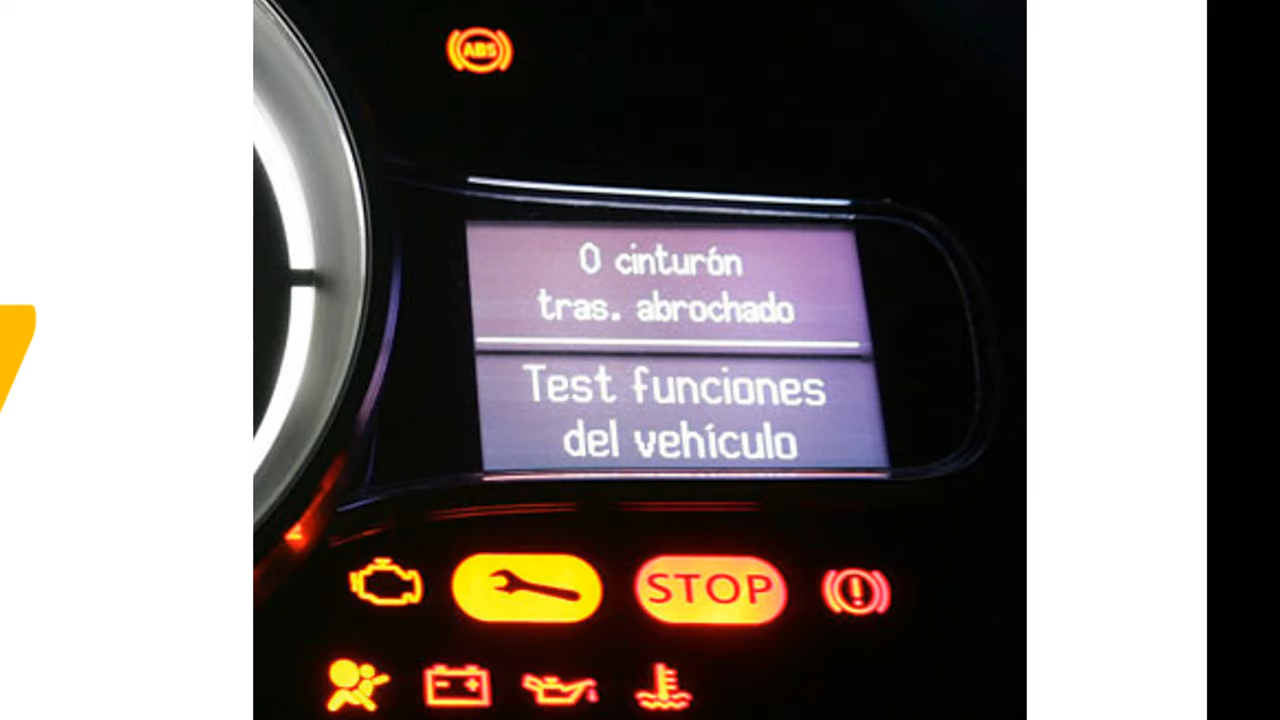 ABS
0 cinturón
tras. abrochado
Test funciones
del vehículo
STOP